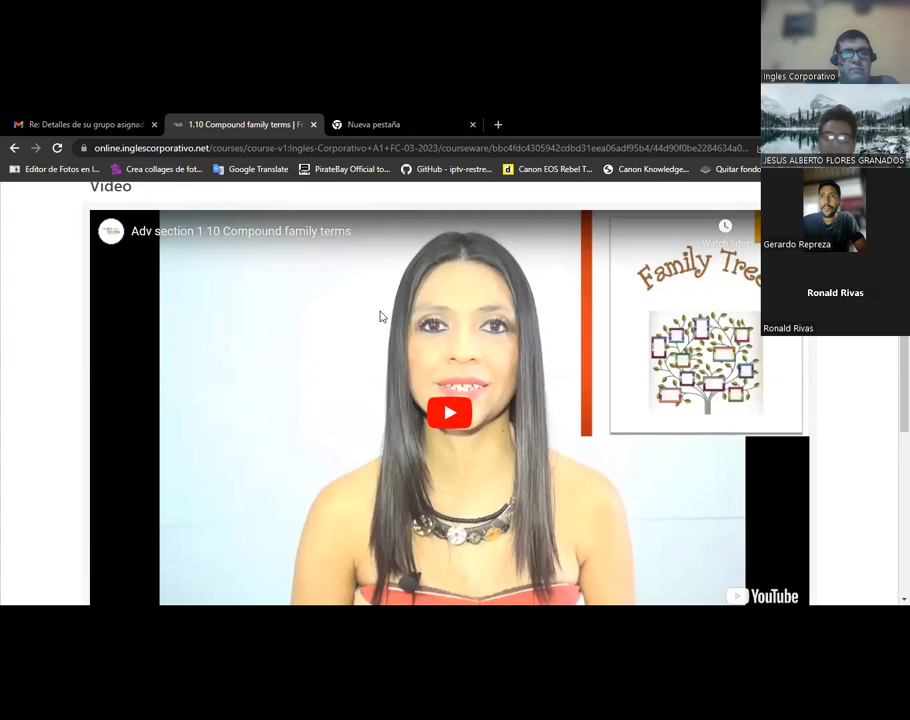 Re: Detalles de su grupo asignad
1.10 Compound family terms | Fr
Nueva pestaña
online.inglescorporativo.net/courses/course-v1:Ingles-Corporativo+A1+FC-03-2023/courseware/bbc4fdc4305942cdbd31eea06adf95b4/44d90f0be2284634a0...
Editor de Fotos en l...
Crea collages de fot...
Google Translate
PirateBay Official to...
GitHub - iptv-restre...
Canon EOS Rebel T...
Canon Knowledge...
Quitar fondo
Video
Adv section 1 10 Compound family terms
Watch later
Family Tree
YouTube
Ingles Corporativo
JESUS ALBERTO FLORES GRANADOS
Gerardo Repreza
Ronald Rivas
Ronald Rivas